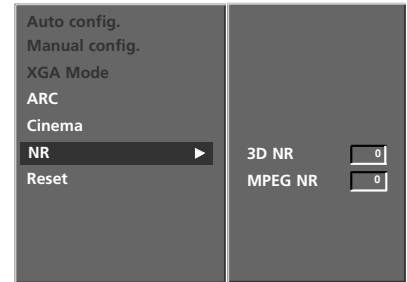 Auto config.
Manual config.
XGA Mode
ARC
Cinema
NR
Reset
3D NR 0
MPEG NR 0